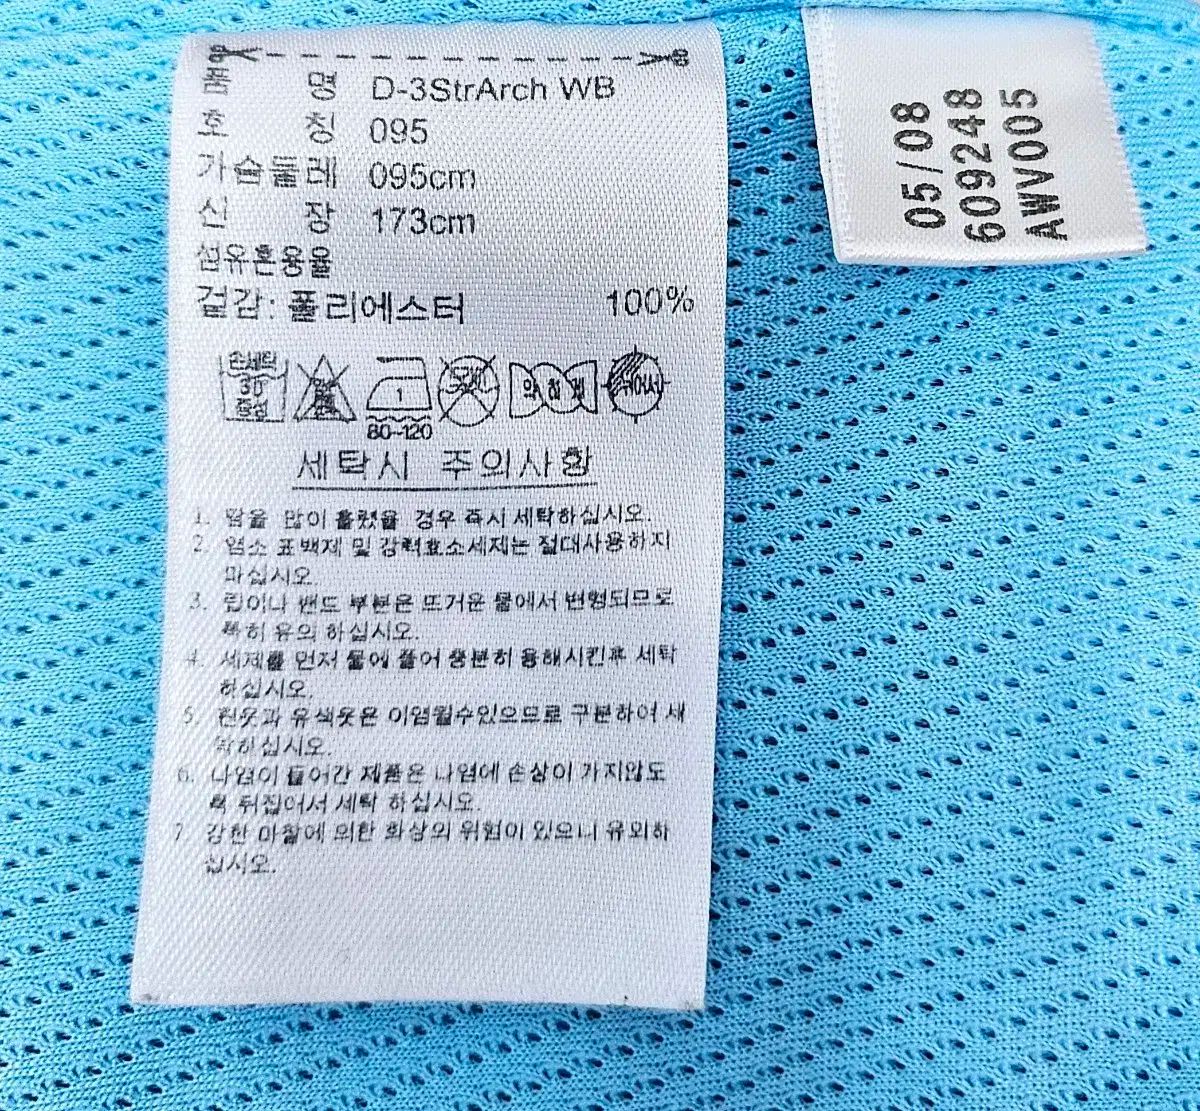 품 명 D-3StrArch WB
호 칭 095
가슴둘레 095cm
신 장 173cm
섬유혼용율
겉감: 폴리에스터 100%
손세탁
30
중성
1
80~120
약하게
뉘어서
세탁시 주의사항
1. 땀을 많이 흘렸을 경우 즉시 세탁하십시오.
2. 염소 표백제 및 강력효소세제는 절대사용하지
마십시오
3. 립이나 밴드 부분은 뜨거운 물에서 변형되므로
특히 유의 하십시오.
4. 세제를 먼저 물에 풀어 충분히 용해시킨후 세탁
하십시오.
5. 흰옷과 유색옷은 이염될수있으므로 구분하여 세
탁하십시오.
6. 나염이 들어간 제품은 나염에 손상이 가지않도
록 뒤집어서 세탁 하십시오.
7 강한 마찰에 의한 화상의 위험이 있으니 유의하
십시오.
05/08
609248
AWV005